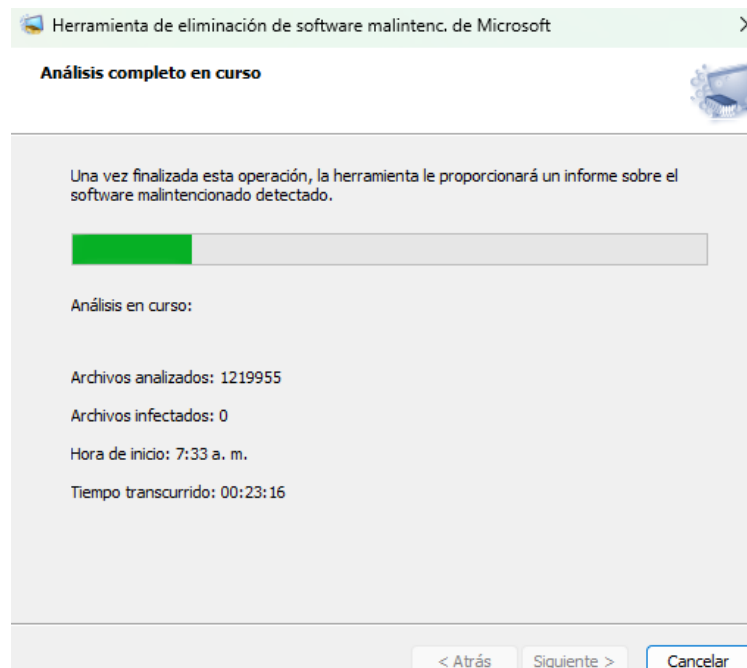 Herramienta de eliminación de software malintenc. de Microsoft
Análisis completo en curso
Una vez finalizada esta operación, la herramienta le proporcionará un informe sobre el
software malintencionado detectado.
Análisis en curso:
Archivos analizados: 1219955
Archivos infectados: 0
Hora de inicio: 7:33 a. m.
Tiempo transcurrido: 00:23:16
< Atrás Siguiente > Cancelar